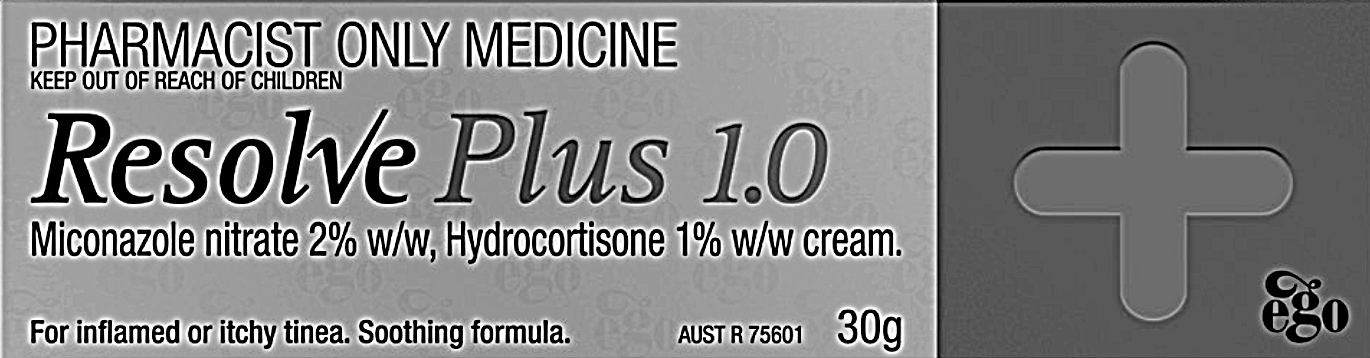 PHARMACIST ONLY MEDICINE
KEEP OUT OF REACH OF CHILDREN
Resolve Plus 1.0
Miconazole nitrate 2% w/w, Hydrocortisone 1% w/w cream.
For inflamed or itchy tinea. Soothing formula.
AUST R 75601 30g
ego